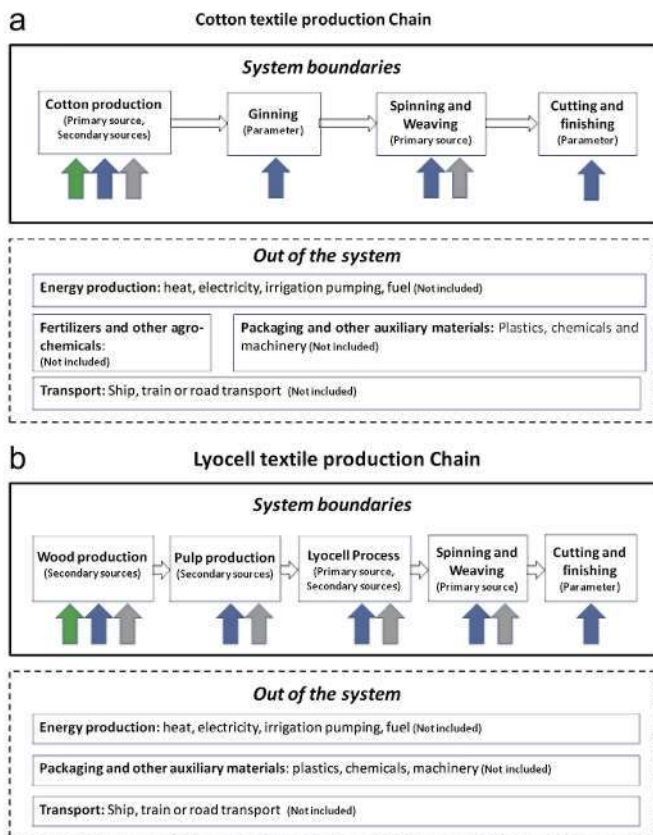 a
Cotton textile production Chain
System boundaries
Cotton production
(Primary source,
Secondary sources)
Ginning
(Parameter)
Spinning and
Weaving
(Primary source)
Cutting and
finishing
(Parameter)
Out of the system
Energy production: heat, electricity, irrigation pumping, fuel (Not included)
Fertilizers and other agro-
chemicals:
(Not included)
Packaging and other auxiliary materials: Plastics, chemicals and
machinery (Not included)
Transport: Ship, train or road transport (Not included)
b
Lyocell textile production Chain
System boundaries
Wood production
(Secondary sources)
Pulp production
(Secondary sources)
Lyocell Process
(Primary source,
Secondary sources)
Spinning and
Weaving
(Primary source)
Cutting and
finishing
(Parameter)
Out of the system
Energy production: heat, electricity, irrigation pumping, fuel (Not included)
Packaging and other auxiliary materials: plastics, chemicals, machinery (Not included)
Transport: Ship, train or road transport (Not included)